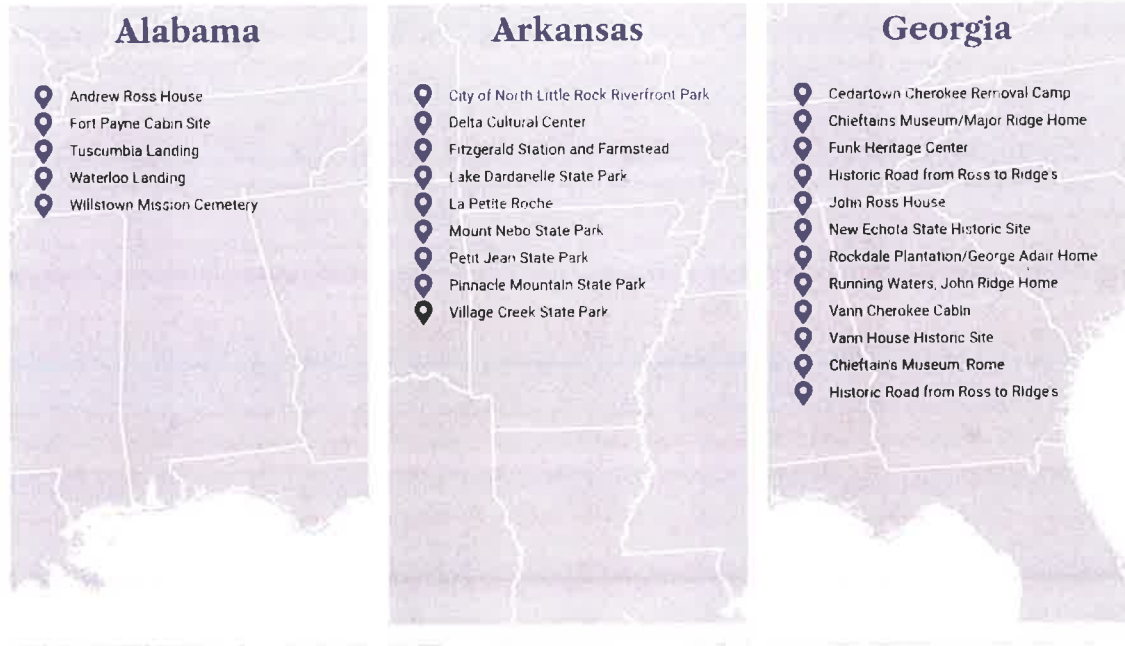 Alabama
Andrew Ross House
Fort Payne Cabin Site
Tuscumbia Landing
Waterloo Landing
Willstown Mission Cemetery
Arkansas
City of North Little Rock Riverfront Park
Delta Cultural Center
Fitzgerald Station and Farmstead
Lake Dardanelle State Park
La Petite Roche
Mount Nebo State Park
Petit Jean State Park
Pinnacle Mountain State Park
Village Creek State Park
Georgia
Cedartown Cherokee Removal Camp
Chieftains Museum/Major Ridge Home
Funk Heritage Center
Historic Road from Ross to Ridge's
John Ross House
New Echota State Historic Site
Rockdale Plantation/George Adair Home
Running Waters, John Ridge Home
Vann Cherokee Cabin
Vann House Historic Site
Chieftain's Museum, Rome
Historic Road from Ross to Ridge's